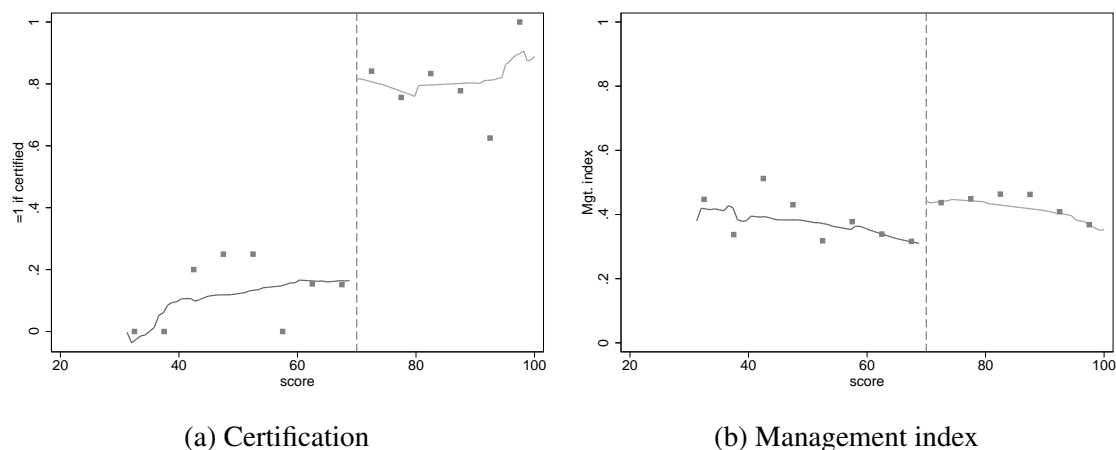 1
.8
.6
.4
.2
0
=1 if certified
20 40 60 80 100
score
(a) Certification
1
.8
.6
.4
.2
0
Mgt. index
20 40 60 80 100
score
(b) Management index